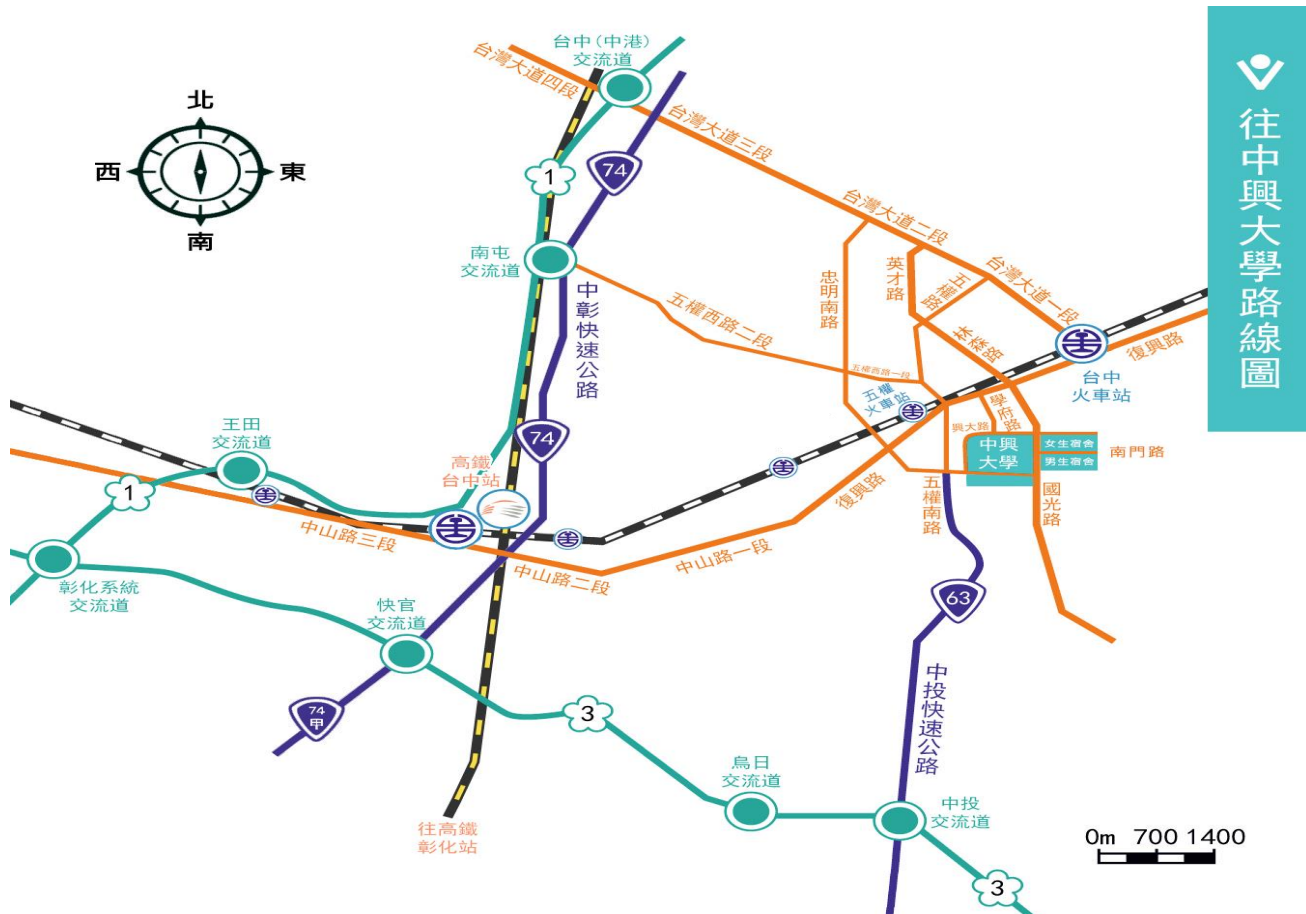 往中興大學路線圖
北
西
東
南
台中(中港)
交流道
台灣大道四段
台灣大道三段
台灣大道二段
台灣大道一段
1
74
南屯
交流道
中彰快速公路
五權西路二段
五權西路一段
忠明南路
英才路
五權路
林森路
復興路
台中
火車站
五權
火車站
學府路
興大路
中興
大學
女生宿舍
男生宿舍
南門路
國光路
五權南路
復興路
王田
交流道
1
高鐵
台中站
74
中山路三段
中山路二段
中山路一段
彰化系統
交流道
快官
交流道
74
甲
3
63
中投快速公路
烏日
交流道
中投
交流道
往高鐵
彰化站
3
0m 700 1400